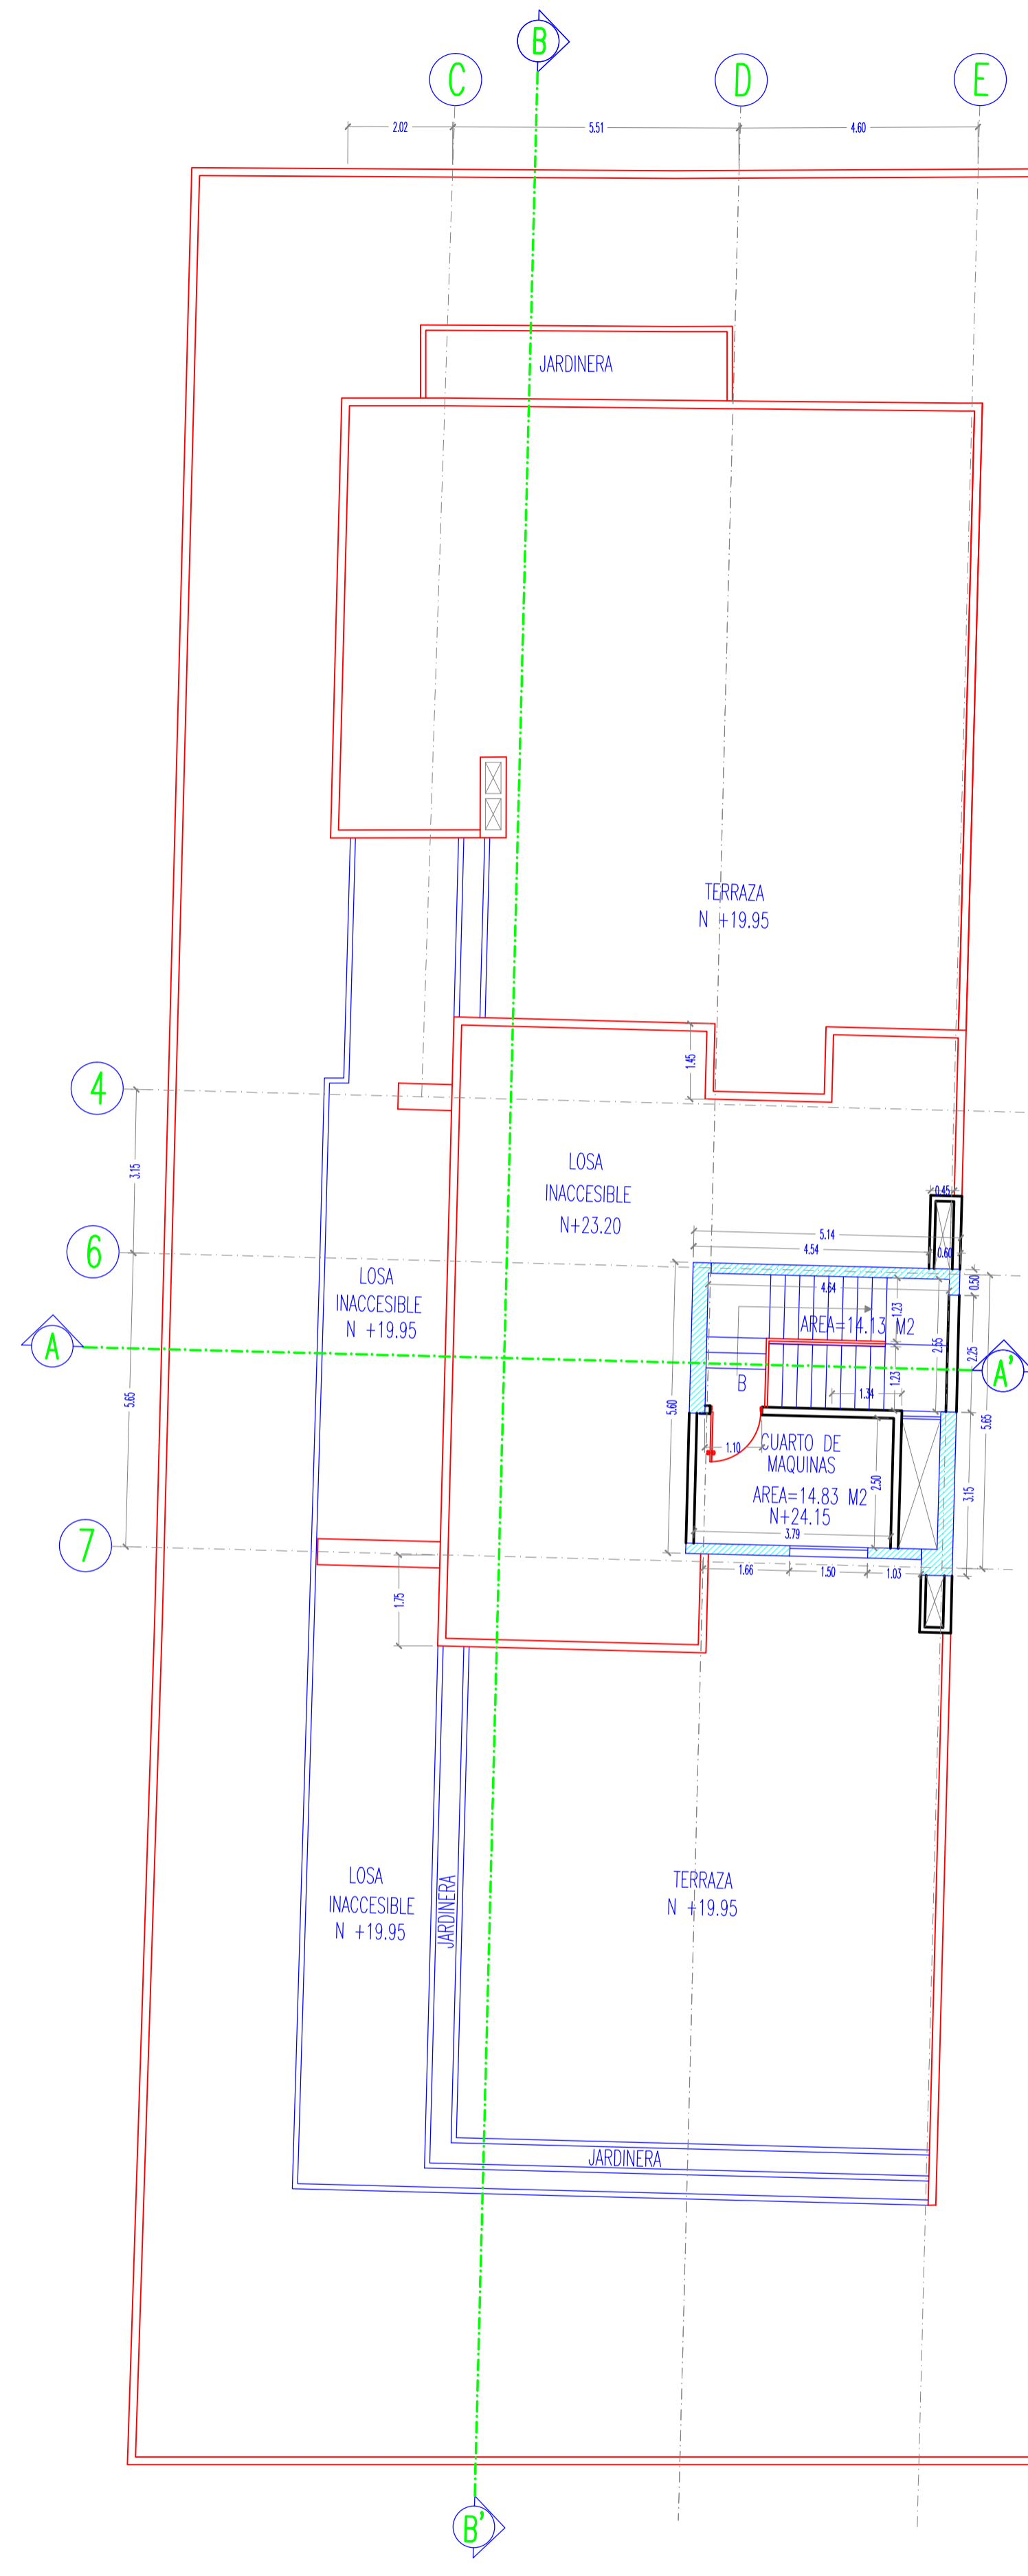 B
C
D
E
2.02
5.51
4.60
JARDINERA
TERRAZA
N +19.95
4
1.45
3.15
LOSA
INACCESIBLE
N+23.20
0.45
5.14
6
4.54
0.60
LOSA
INACCESIBLE
N +19.95
0.50
4.64
1.23
AREA=14.13 M2
2.65
2.25
A
A'
1.23
B
1.34
5.65
5.60
5.65
1.10
CUARTO DE
MAQUINAS
2.50
AREA=14.83 M2
N+24.15
3.15
3.79
7
1.66
1.50
1.03
1.75
LOSA
INACCESIBLE
N +19.95
JARDINERA
TERRAZA
N +19.95
JARDINERA
B'